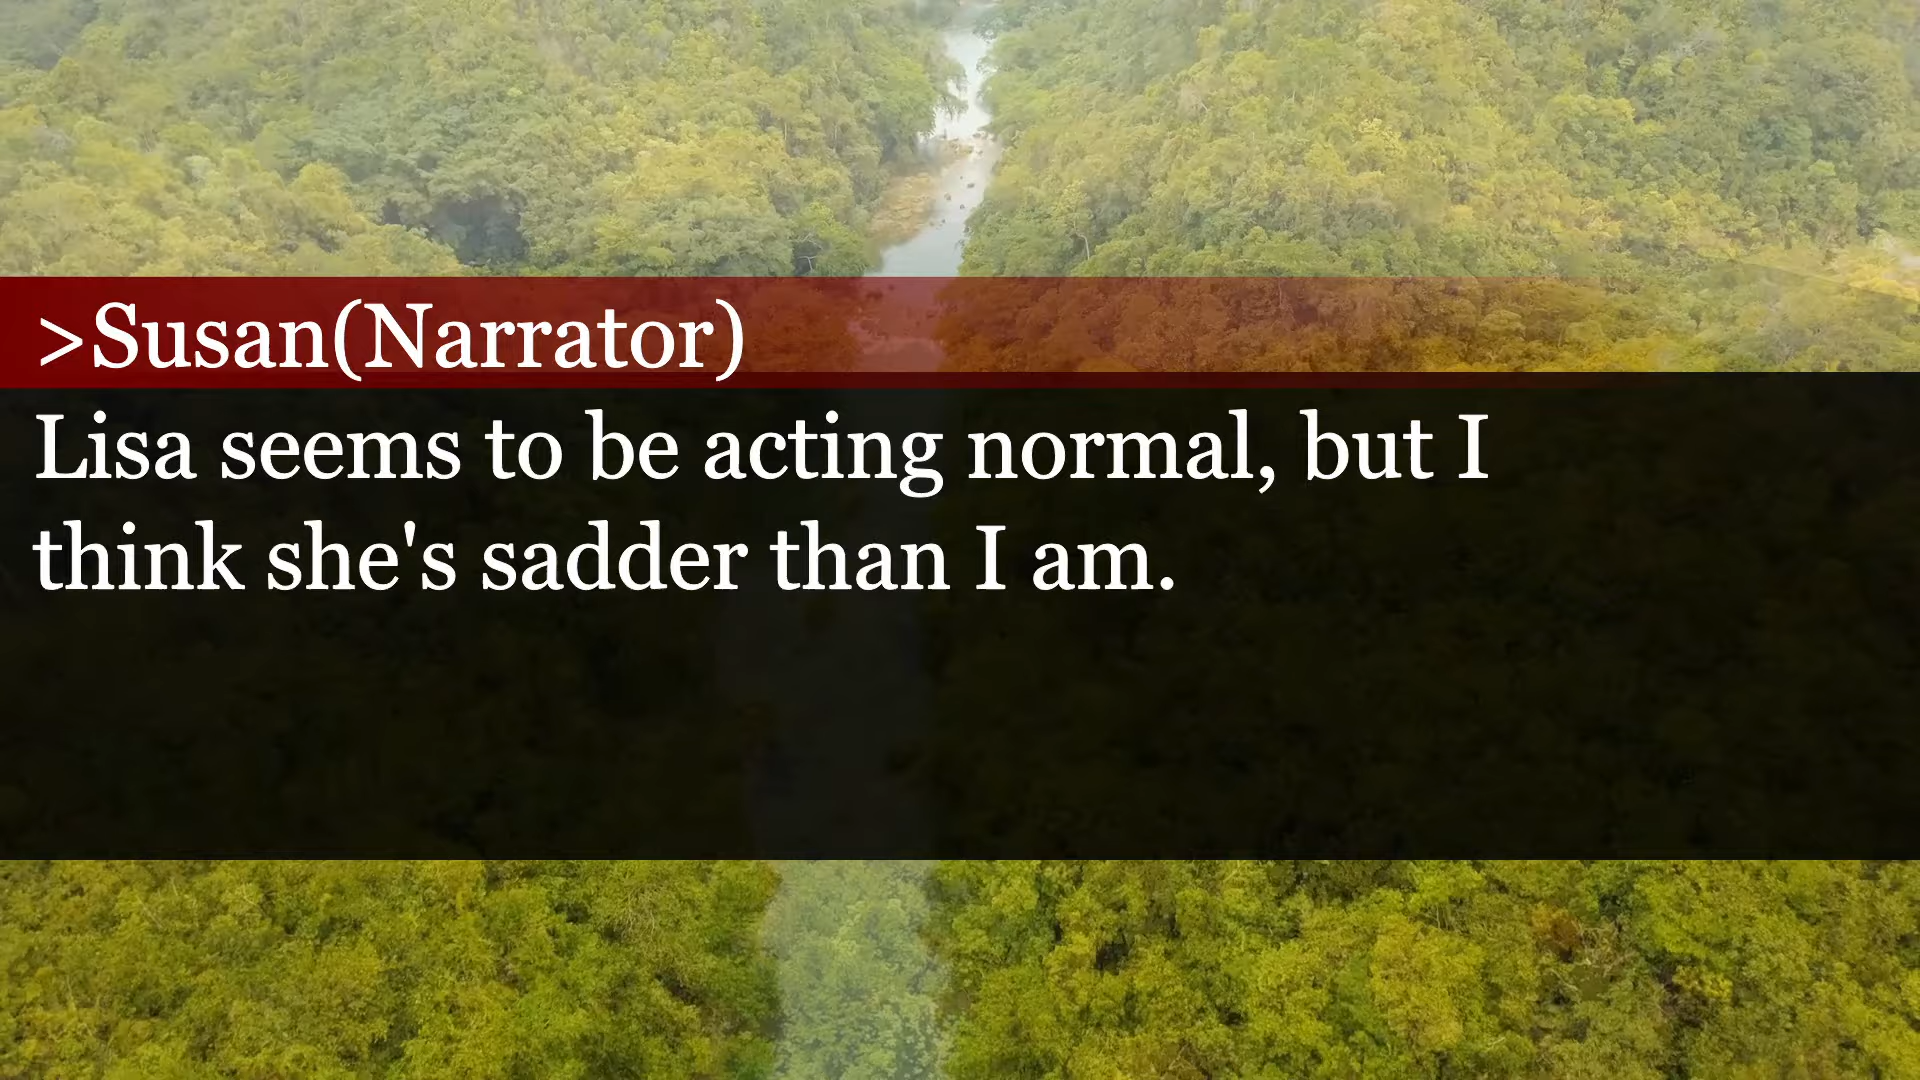 >Susan(Narrator)
Lisa seems to be acting normal, but I
think she's sadder than I am.